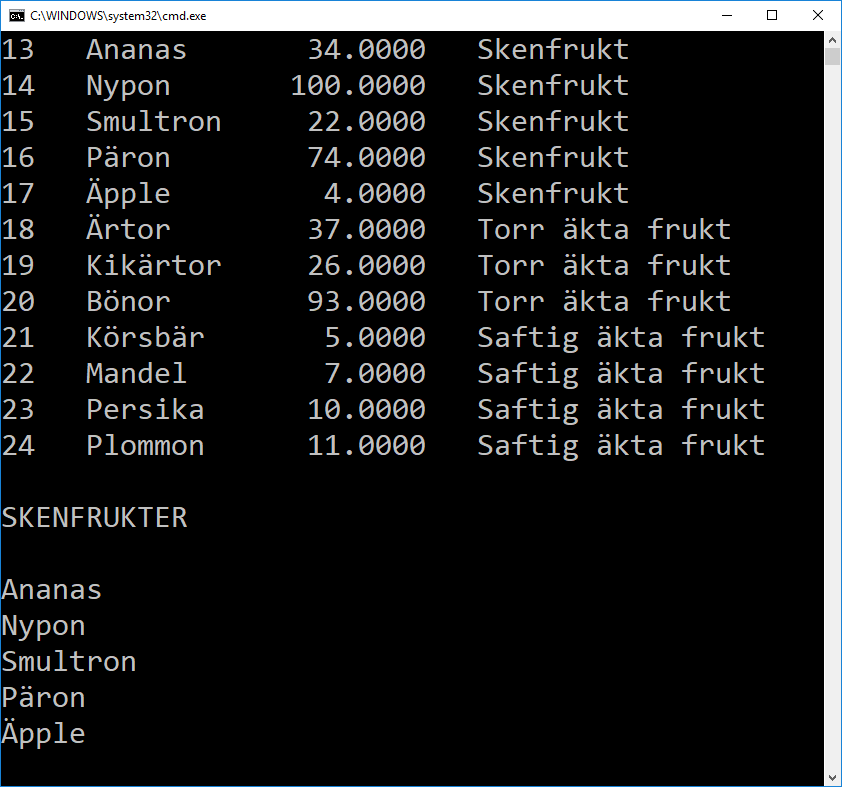 C:\WINDOWS\system32\cmd.exe
13 Ananas 34.0000 Skenfrukt
14 Nypon 100.0000 Skenfrukt
15 Smultron 22.0000 Skenfrukt
16 Päron 74.0000 Skenfrukt
17 Äpple 4.0000 Skenfrukt
18 Ärtor 37.0000 Torr äkta frukt
19 Kikärtor 26.0000 Torr äkta frukt
20 Bönor 93.0000 Torr äkta frukt
21 Körsbär 5.0000 Saftig äkta frukt
22 Mandel 7.0000 Saftig äkta frukt
23 Persika 10.0000 Saftig äkta frukt
24 Plommon 11.0000 Saftig äkta frukt
SKENFRUKTER
Ananas
Nypon
Smultron
Päron
Äpple